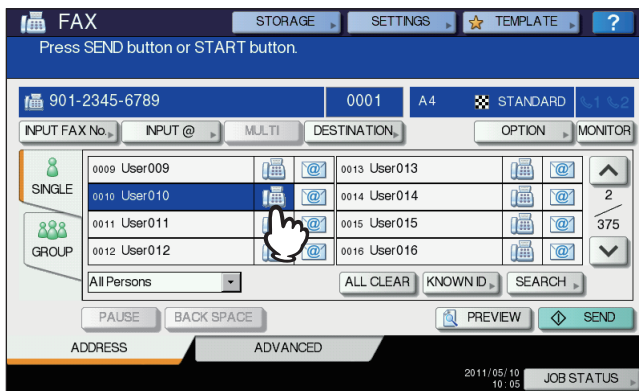 FAX STORAGE SETTINGS TEMPLATE ?
Press SEND button or START button.
901-2345-6789 0001 A4 STANDARD 1 2
INPUT FAX No. INPUT @ MULTI DESTINATION OPTION MONITOR
SINGLE
GROUP
0009 User009 @ 0013 User013 @
0010 User010 @ 0014 User014 @
0011 User011 @ 0015 User015 @
0012 User012 @ 0016 User016 @
2
375
All Persons ALL CLEAR KNOWN ID SEARCH
PAUSE BACK SPACE PREVIEW SEND
ADDRESS ADVANCED
2011/05/10
10:05
JOB STATUS